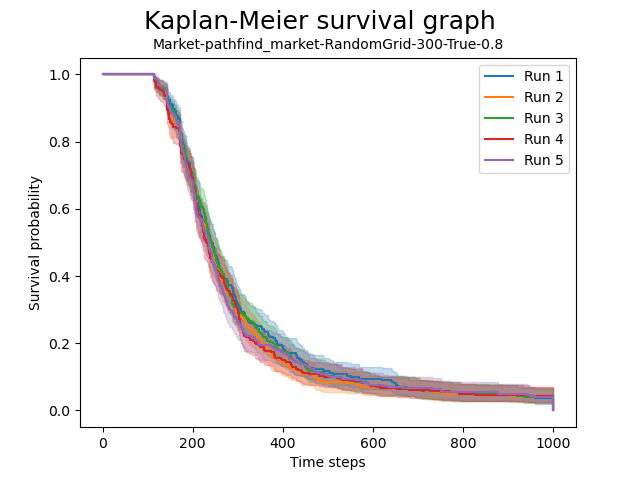 Kaplan-Meier survival graph
Market-pathfind_market-RandomGrid-300-True-0.8
Run 1
Run 2
Run 3
Run 4
Run 5
Survival probability
1.0
0.8
0.6
0.4
0.2
0.0
0 200 400 600 800 1000
Time steps